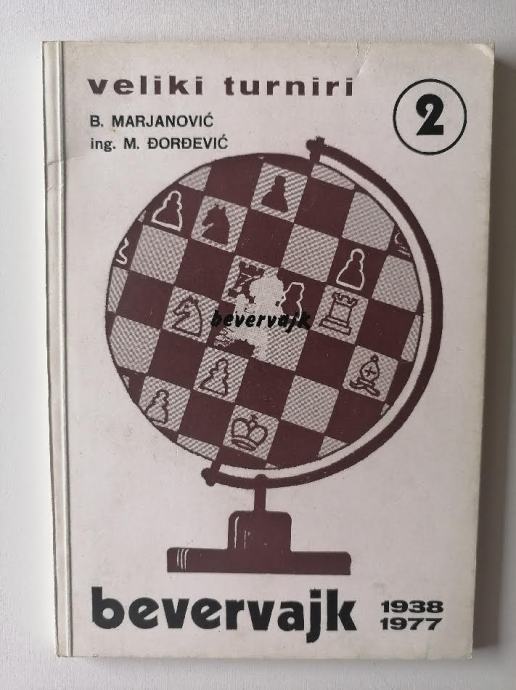 veliki turniri
2
B. MARJANOVIĆ
ing. M. ĐORĐEVIĆ
bevervajk
bevervajk 1938
1977